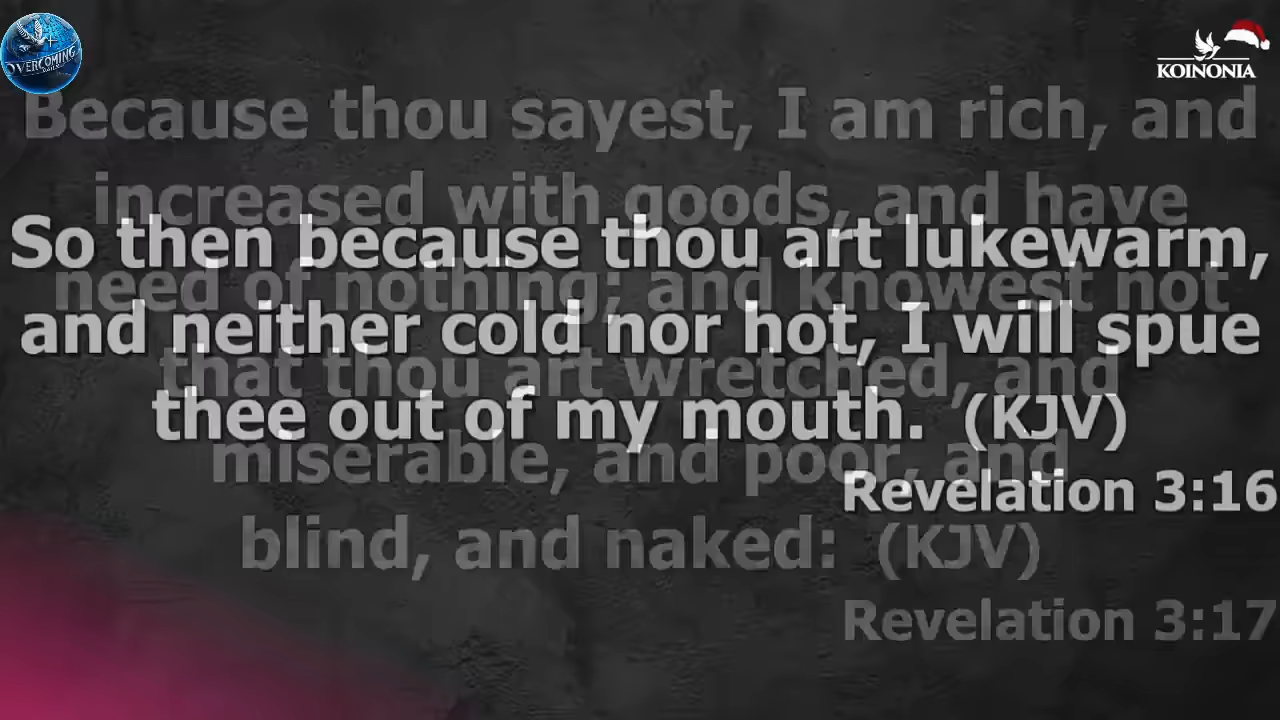 OVERCOMING
KOINONIA
So then because thou art lukewarm,
and neither cold nor hot, I will spue
thee out of my mouth. (KJV)
Revelation 3:16
Because thou sayest, I am rich, and
increased with goods, and have
need of nothing; and knowest not
that thou art wretched, and
miserable, and poor, and
blind, and naked: (KJV)
Revelation 3:17